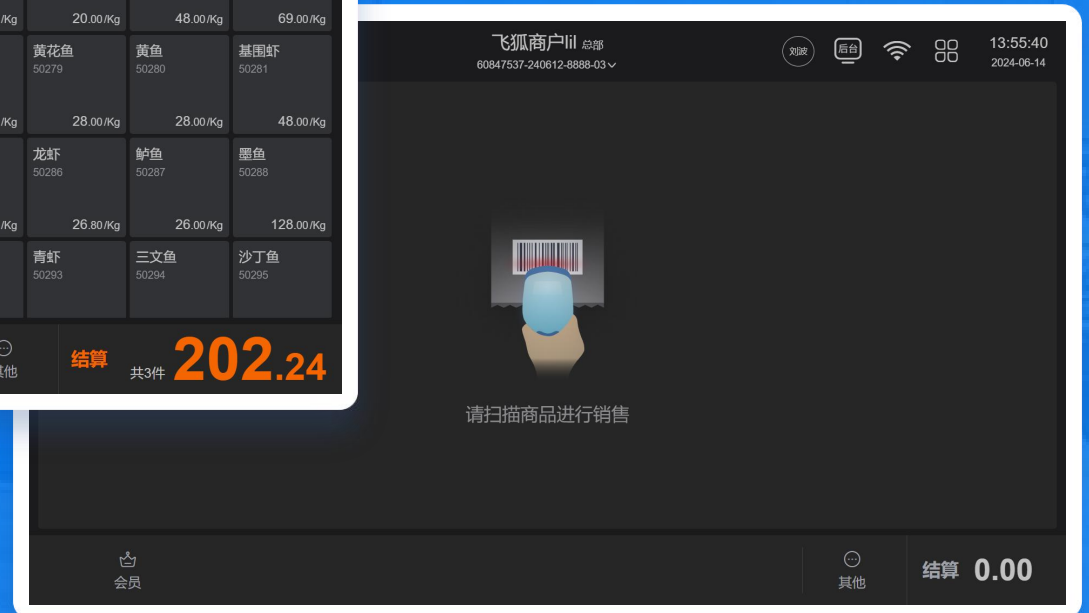 /Kg 20.00/Kg 48.00/Kg 69.00/Kg
黄花鱼 黄鱼 基围虾
50279 50280 50281
/Kg 28.00/Kg 28.00/Kg 48.00/Kg
龙虾 鲈鱼 墨鱼
50286 50287 50288
/Kg 26.80/Kg 26.00/Kg 128.00/Kg
青虾 三文鱼 沙丁鱼
50293 50294 50295
其他 结算 共3件 202.24
飞狐商户lil 总部
60847537-240612-8888-03
刘波 后台
13:55:40
2024-06-14
请扫描商品进行销售
会员
其他
结算 0.00